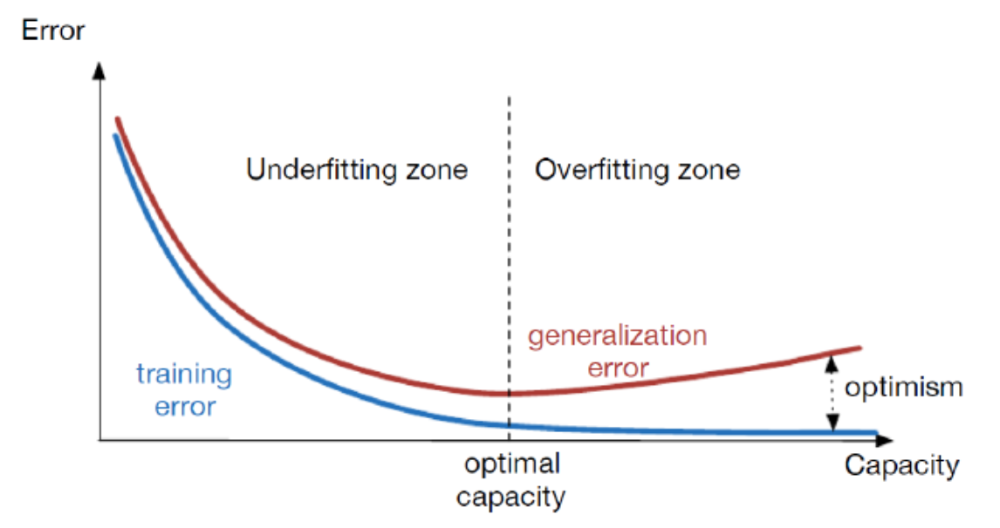 Error
Underfitting zone
Overfitting zone
generalization
error
training
error
optimism
optimal
capacity
Capacity